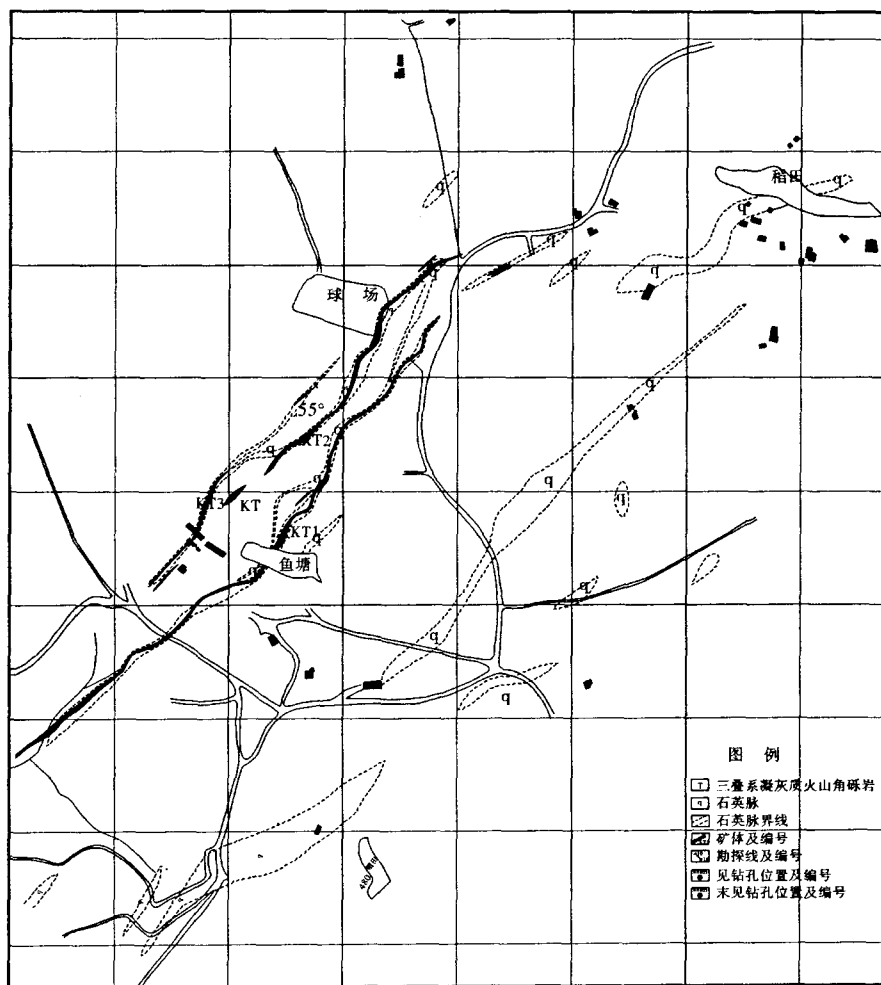 q
稻田
q
q
q
q
q
q
球 场
q
55°
q
KT2
q
q
q
KT3
KT
q
q
KT1
q
鱼塘
q
q
q
q
图 例
T 三叠系凝灰质火山角砾岩
q 石英脉
石英脉界线
矿体及编号
勘探线及编号
见钻孔位置及编号
末见钻孔位置及编号